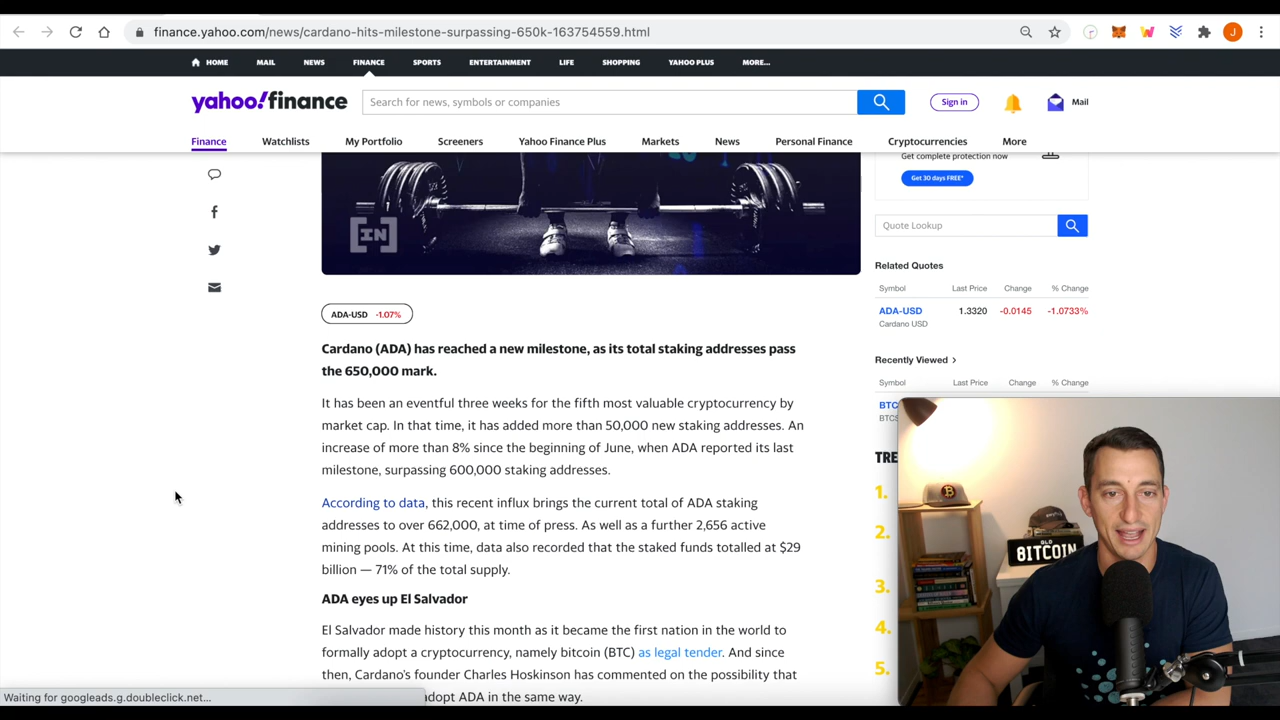 finance.yahoo.com/news/cardano-hits-milestone-surpassing-650k-163754559.html
J
HOME MAIL NEWS FINANCE SPORTS ENTERTAINMENT LIFE SHOPPING YAHOO PLUS MORE...
yahoo!finance
Search for news, symbols or companies
Sign in
Mail
Finance Watchlists My Portfolio Screeners Yahoo Finance Plus Markets News Personal Finance Cryptocurrencies More
Get complete protection now
Get 30 days FREE*
[IN]
Quote Lookup
Related Quotes
Symbol Last Price Change % Change
ADA-USD 1.3320 -0.0145 -1.0733%
Cardano USD
Recently Viewed >
Symbol Last Price Change % Change
BTC
TRE
1.
2.
3.
4.
5.
ADA-USD -1.07%
Cardano (ADA) has reached a new milestone, as its total staking addresses pass
the 650,000 mark.
It has been an eventful three weeks for the fifth most valuable cryptocurrency by
market cap. In that time, it has added more than 50,000 new staking addresses. An
increase of more than 8% since the beginning of June, when ADA reported its last
milestone, surpassing 600,000 staking addresses.
According to data, this recent influx brings the current total of ADA staking
addresses to over 662,000, at time of press. As well as a further 2,656 active
mining pools. At this time, data also recorded that the staked funds totalled at $29
billion — 71% of the total supply.
ADA eyes up El Salvador
El Salvador made history this month as it became the first nation in the world to
formally adopt a cryptocurrency, namely bitcoin (BTC) as legal tender. And since
then, Cardano's founder Charles Hoskinson has commented on the possibility that
adopt ADA in the same way.
Waiting for googleads.g.doubleclick.net...
BITCOIN